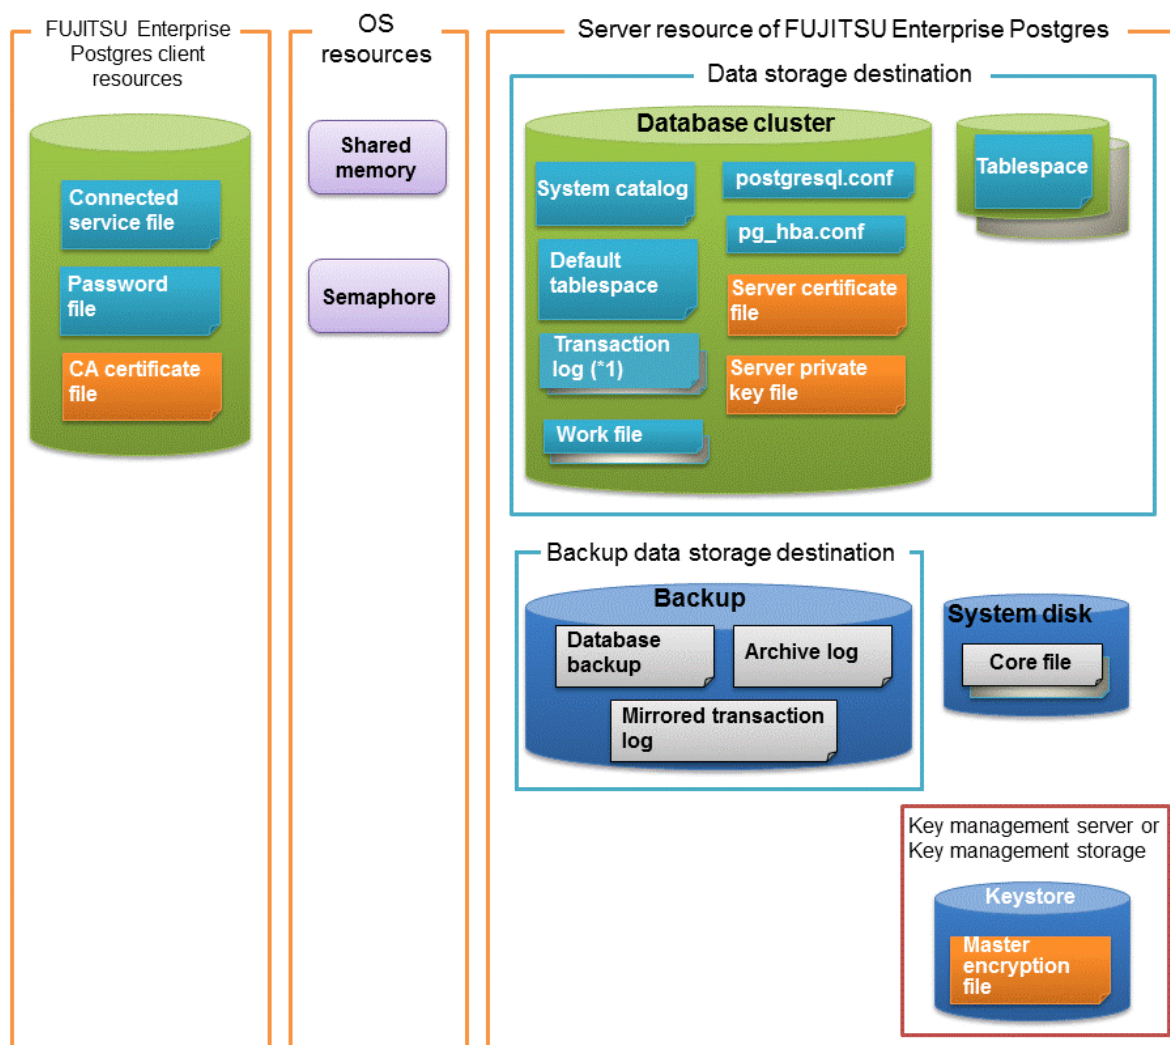 FUJITSU Enterprise
Postgres client
resources
Connected
service file
Password
file
CA certificate
file
OS
resources
Shared
memory
Semaphore
Server resource of FUJITSU Enterprise Postgres
Data storage destination
Database cluster
System catalog
Default
tablespace
Transaction
log (*1)
Work file
postgresql.conf
pg_hba.conf
Server certificate
file
Server private
key file
Tablespace
Backup data storage destination
Backup
Database
backup
Archive log
Mirrored transaction
log
System disk
Core file
Key management server or
Key management storage
Keystore
Master
encryption
file